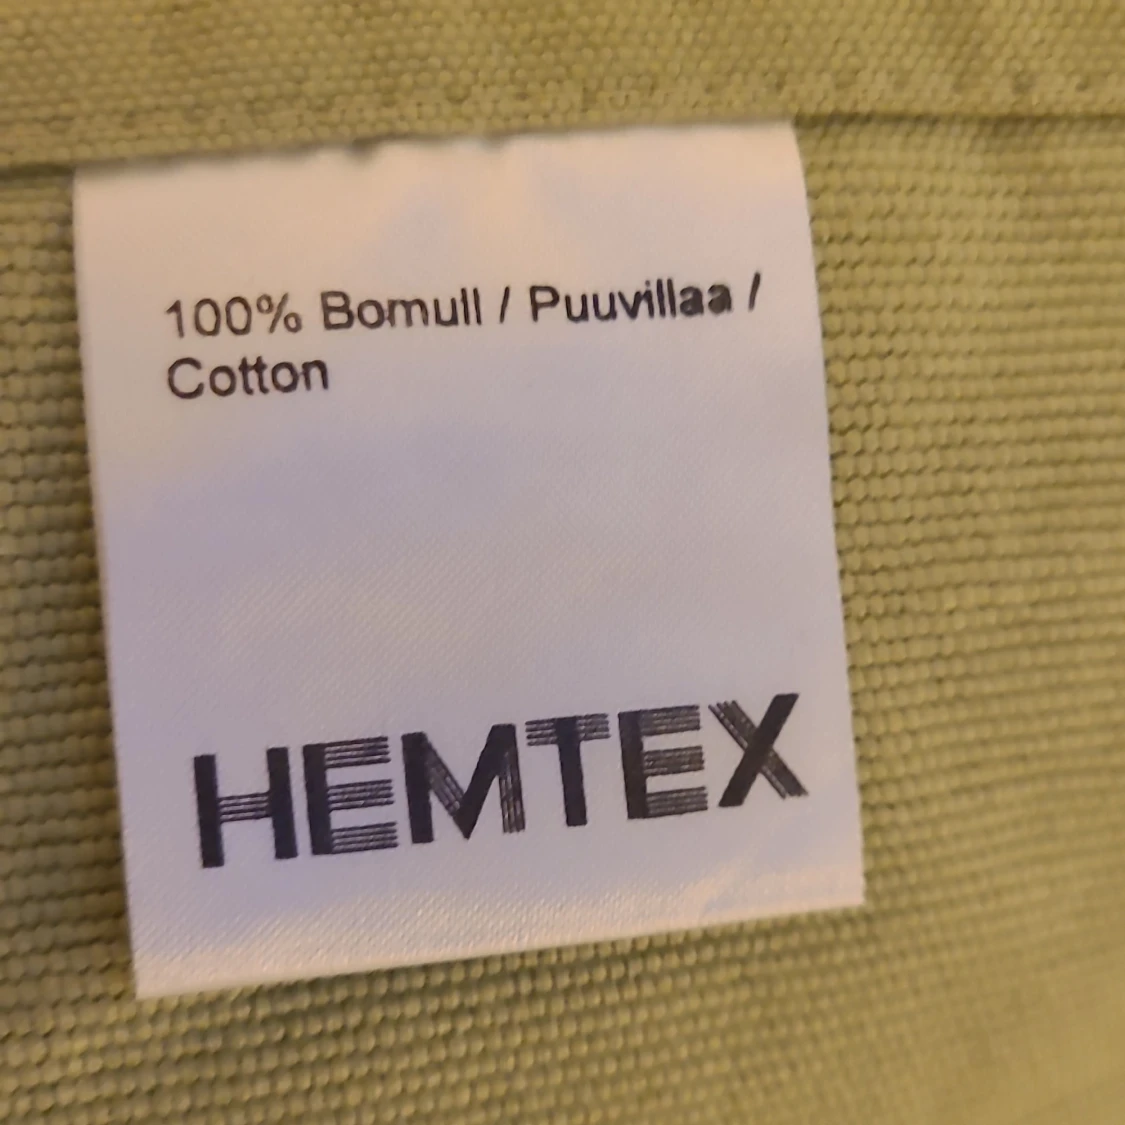 100% Bomull / Puuvillaa /
Cotton
HEMTEX